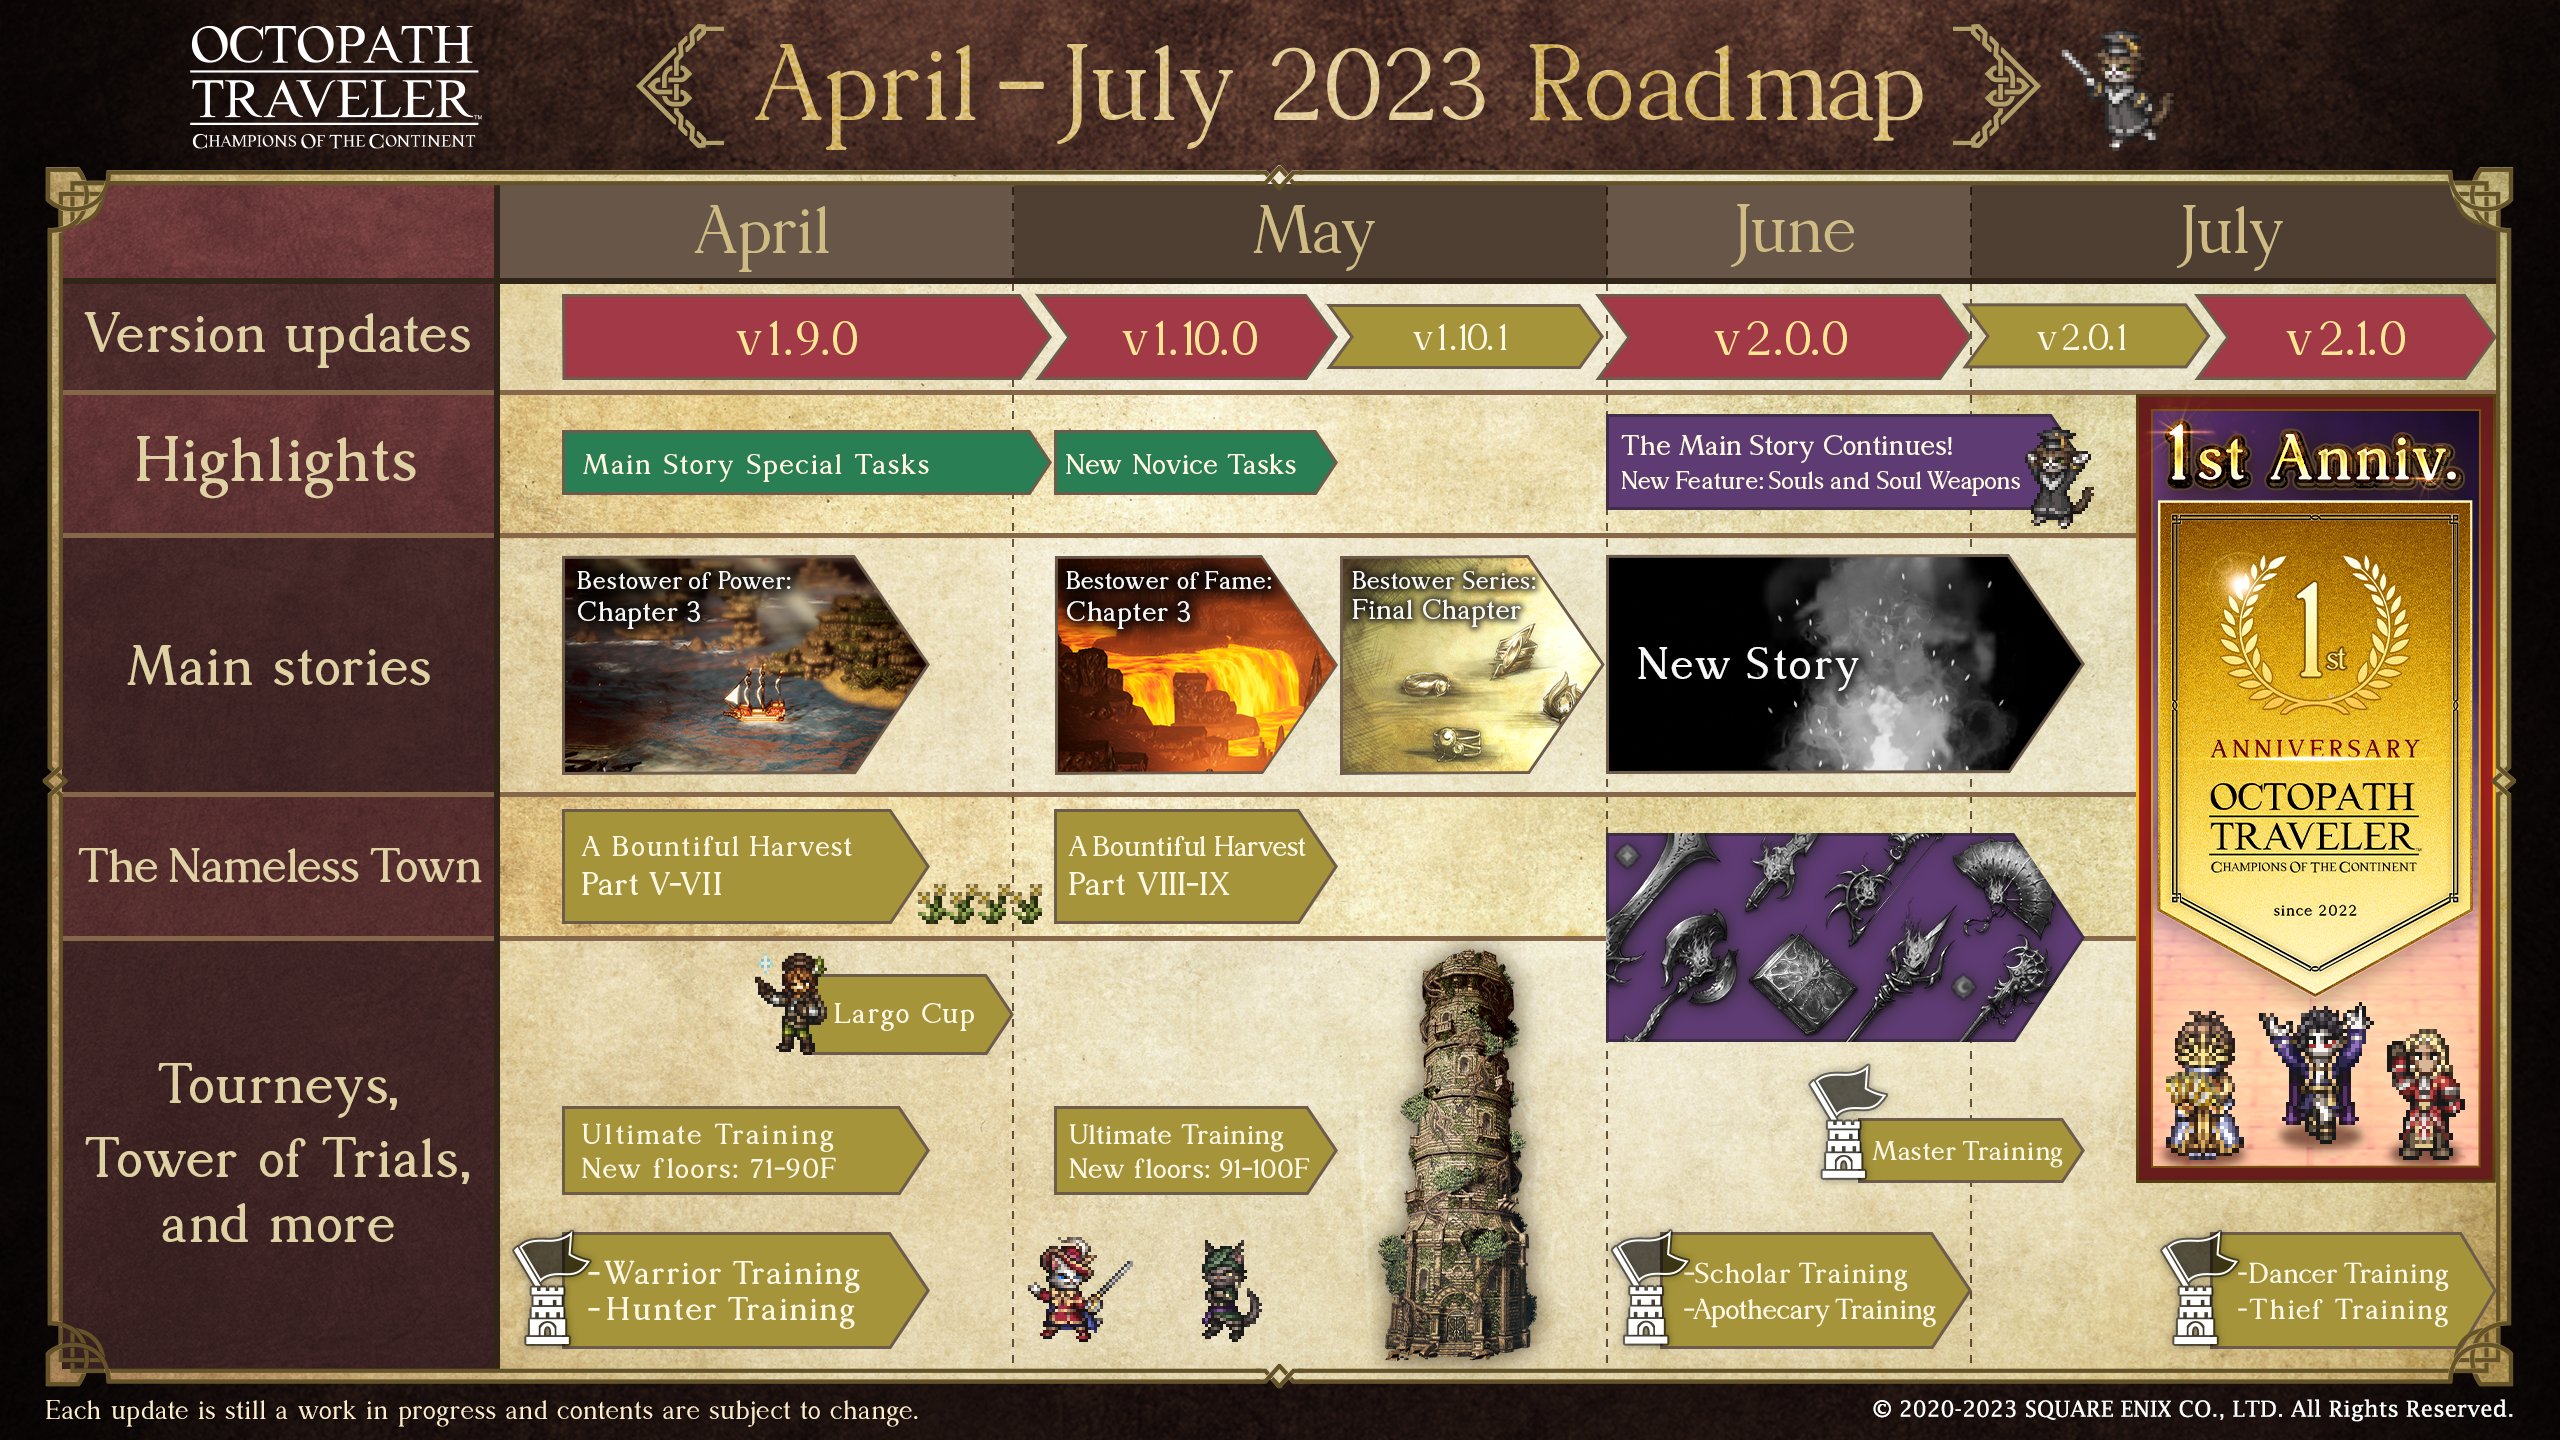 OCTOPATH
TRAVELER™
CHAMPIONS OF THE CONTINENT
April – July 2023 Roadmap
April
May
June
July
Version updates
v1.9.0
v1.10.0
v1.10.1
v2.0.0
v2.0.1
v2.1.0
Highlights
Main Story Special Tasks
New Novice Tasks
The Main Story Continues!
New Feature: Souls and Soul Weapons
1st Anniv.
1st
ANNIVERSARY
OCTOPATH
TRAVELER™
CHAMPIONS OF THE CONTINENT
since 2022
Main stories
Bestower of Power:
Chapter 3
Bestower of Fame:
Chapter 3
Bestower Series:
Final Chapter
New Story
The Nameless Town
A Bountiful Harvest
Part V-VII
A Bountiful Harvest
Part VIII-IX
Tourneys,
Tower of Trials,
and more
Largo Cup
Ultimate Training
New floors: 71-90F
Ultimate Training
New floors: 91-100F
Master Training
-Warrior Training
-Hunter Training
-Scholar Training
-Apothecary Training
-Dancer Training
-Thief Training
Each update is still a work in progress and contents are subject to change.
© 2020-2023 SQUARE ENIX CO., LTD. All Rights Reserved.